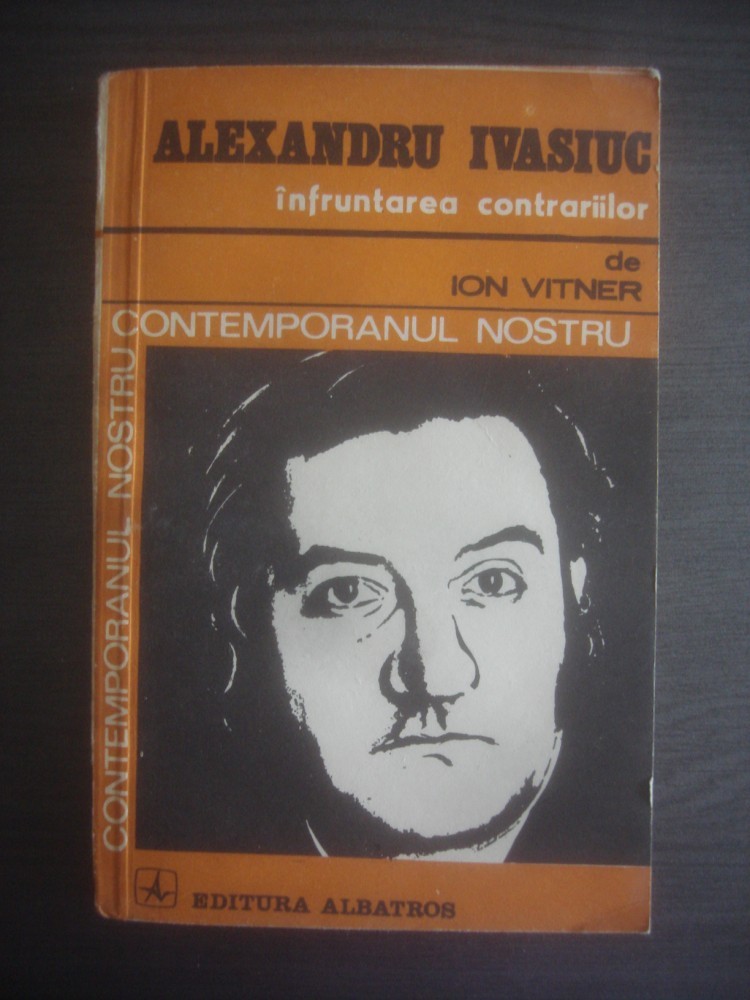 ALEXANDRU IVASIUC
înfruntarea contrariilor
de
ION VITNER
CONTEMPORANUL NOSTRU
CONTEMPORANUL NOSTRU
EDITURA ALBATROS